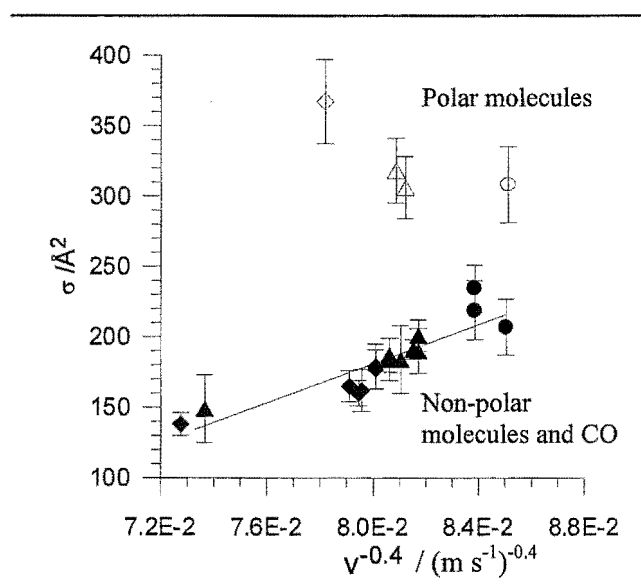 400
350
300
250
200
150
100
σ /Å²
Polar molecules
Non-polar
molecules and CO
7.2E-2 7.6E-2 8.0E-2 8.4E-2 8.8E-2
v⁻⁰·⁴ / (m s⁻¹)⁻⁰·⁴